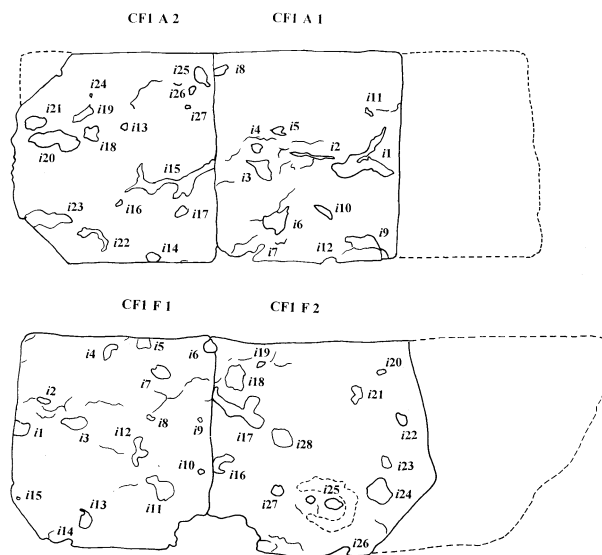 CF1 A 2 CF1 A 1
i25 i8
i24 i26
i11
i21 i19 i27
i13 i4 i5
i18 i2
i20 i1
i15 i3
i16 i10
i23 i17 i6
i9
i22 i14 i7 i12
CF1 F 1 CF1 F 2
i4 i5 i6 i19 i20
i7 i18
i2 i21
i1 i3 i8 i9 i17 i22
i12 i28
i10 i16 i23
i15 i13 i11 i27 i25 i24
i14 i26